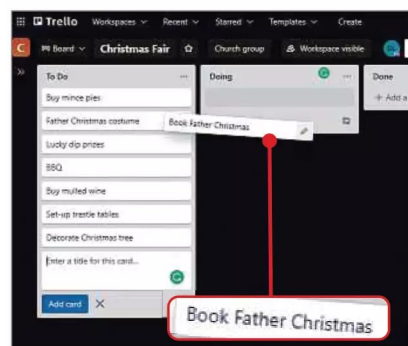 Trello Workspaces Recent Starred Templates Create
C Board Christmas Fair Church group Workspace visible
To Do
Buy mince pies
Father Christmas costume
Lucky dip prizes
BBQ
Buy mulled wine
Set-up trestle tables
Decorate Christmas tree
Enter a title for this card...
Add card
Doing
Book Father Christmas
Done
+ Add a
Book Father Christmas